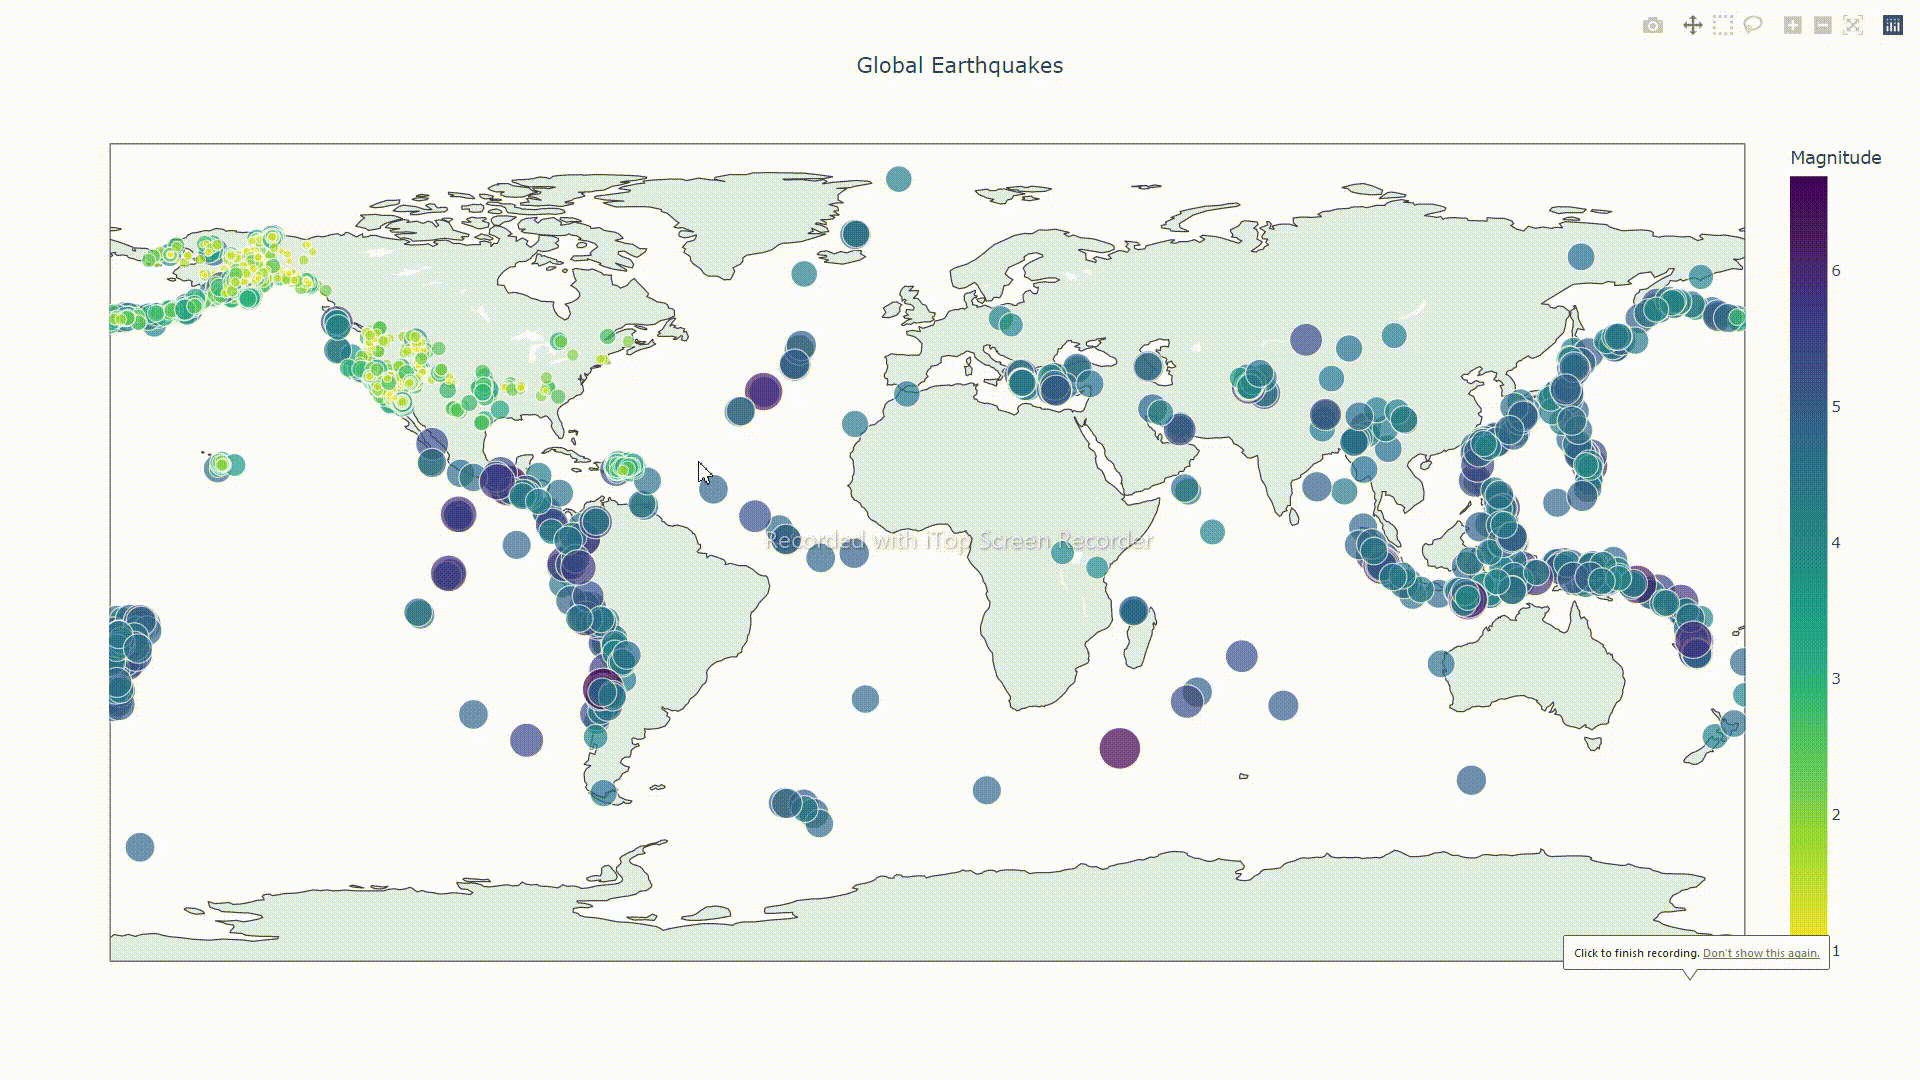 Global Earthquakes
Magnitude
6
5
4
3
2
1
Recorded with iTop Screen Recorder
Click to finish recording. Don't show this again.